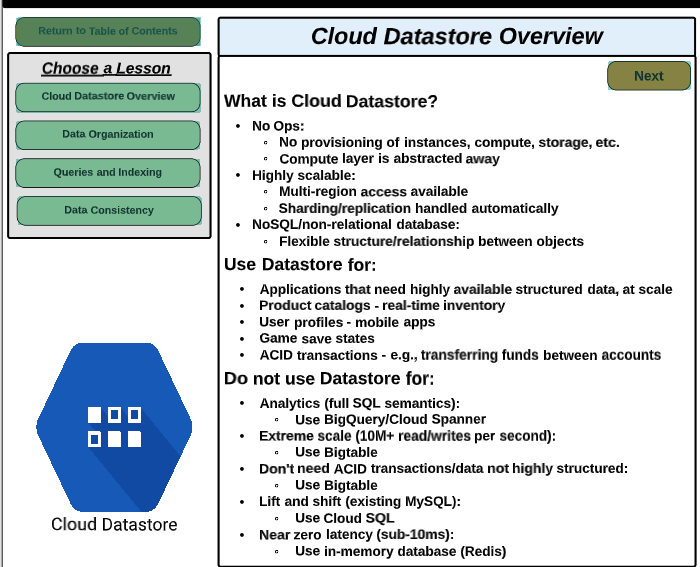 Return to Table of Contents
Choose a Lesson
Cloud Datastore Overview
Data Organization
Queries and Indexing
Data Consistency
Cloud Datastore
Cloud Datastore Overview
Next
What is Cloud Datastore?
• No Ops:
◦ No provisioning of instances, compute, storage, etc.
◦ Compute layer is abstracted away
• Highly scalable:
◦ Multi-region access available
◦ Sharding/replication handled automatically
• NoSQL/non-relational database:
◦ Flexible structure/relationship between objects
Use Datastore for:
• Applications that need highly available structured data, at scale
• Product catalogs - real-time inventory
• User profiles - mobile apps
• Game save states
• ACID transactions - e.g., transferring funds between accounts
Do not use Datastore for:
• Analytics (full SQL semantics):
◦ Use BigQuery/Cloud Spanner
• Extreme scale (10M+ read/writes per second):
◦ Use Bigtable
• Don't need ACID transactions/data not highly structured:
◦ Use Bigtable
• Lift and shift (existing MySQL):
◦ Use Cloud SQL
• Near zero latency (sub-10ms):
◦ Use in-memory database (Redis)